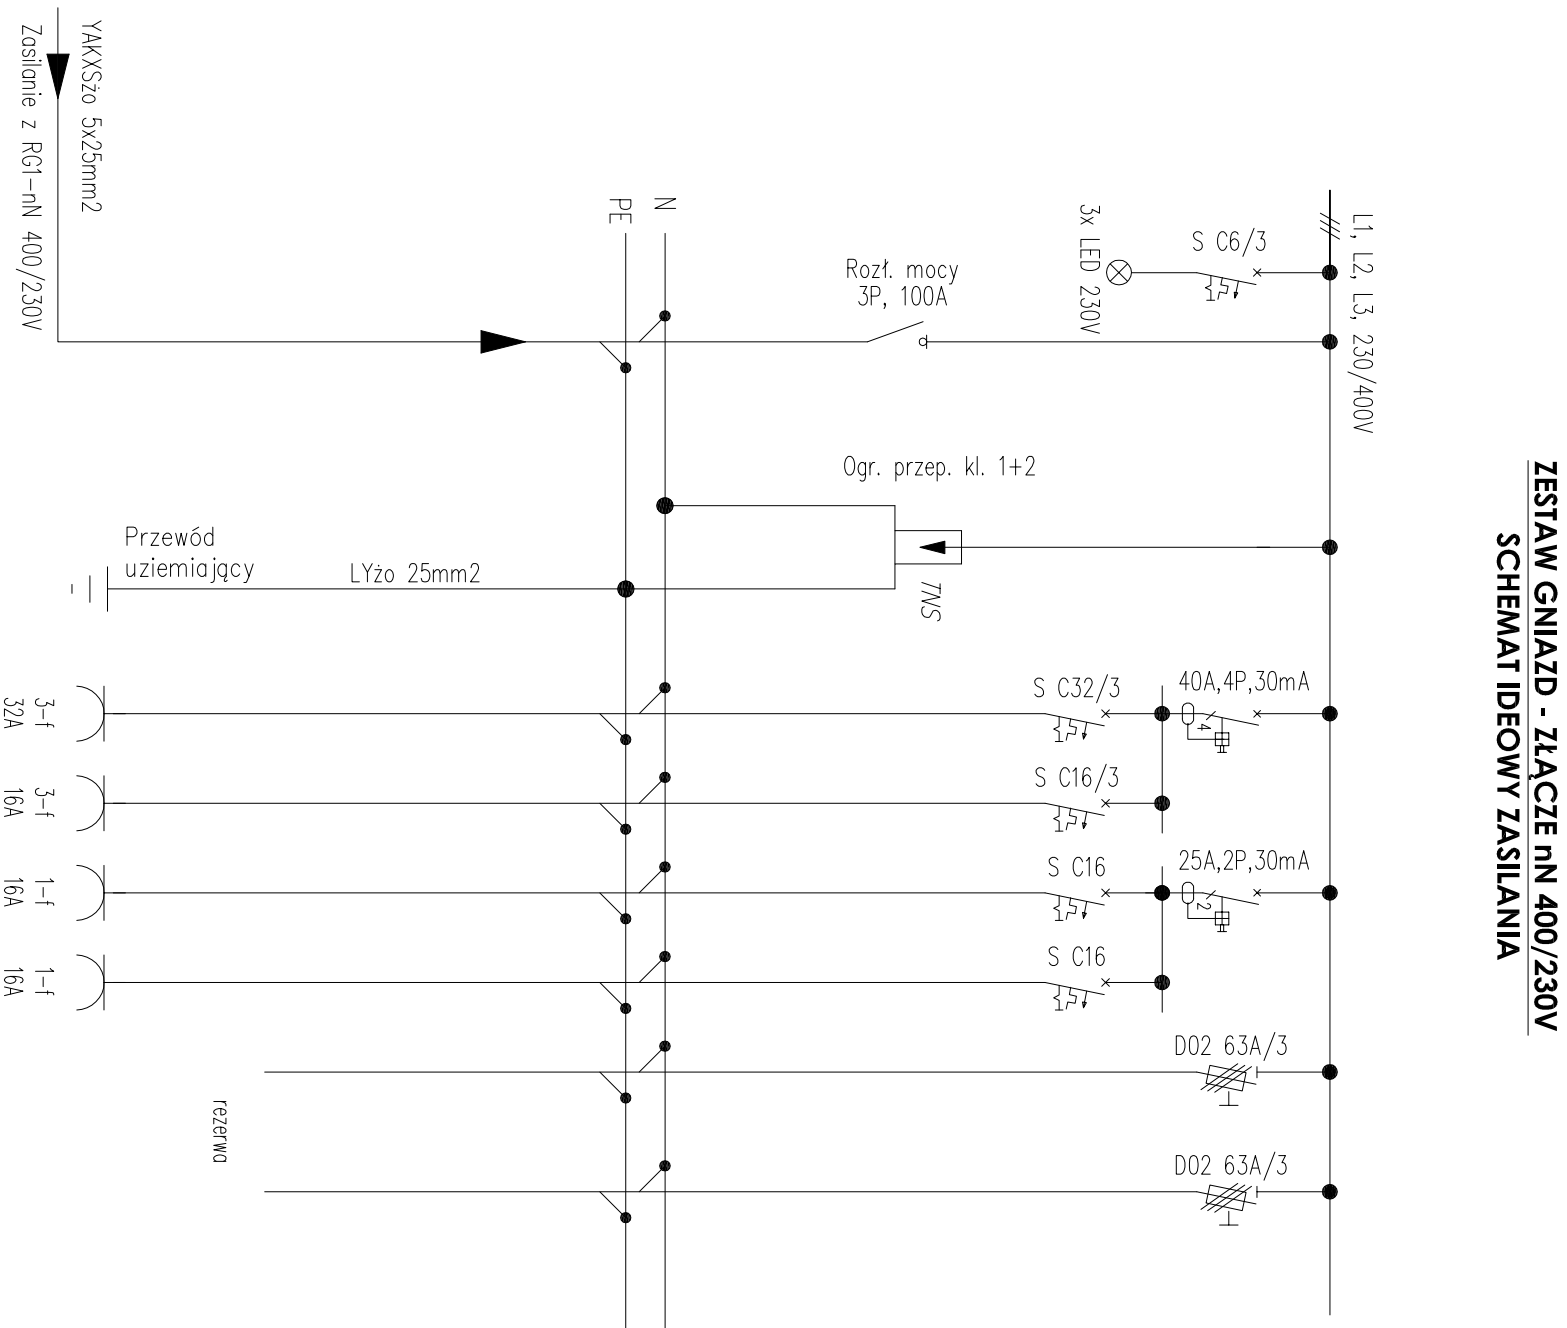 ZESTAW GNIAZD - ZŁĄCZE nN 400/230V
SCHEMAT IDEOWY ZASILANIA
L1, L2, L3, 230/400V
S C6/3
3x LED 230V
Rozł. mocy
3P, 100A
N
PE
YAKXSżo 5x25mm2
Zasilanie z RG1-nN 400/230V
Ogr. przep. kl. 1+2
TNS
Przewód
uziemiający
LYżo 25mm2
40A,4P,30mA
4
S C32/3
3-f
32A
S C16/3
3-f
16A
25A,2P,30mA
2
S C16
1-f
16A
S C16
1-f
16A
D02 63A/3
rezerwa
D02 63A/3